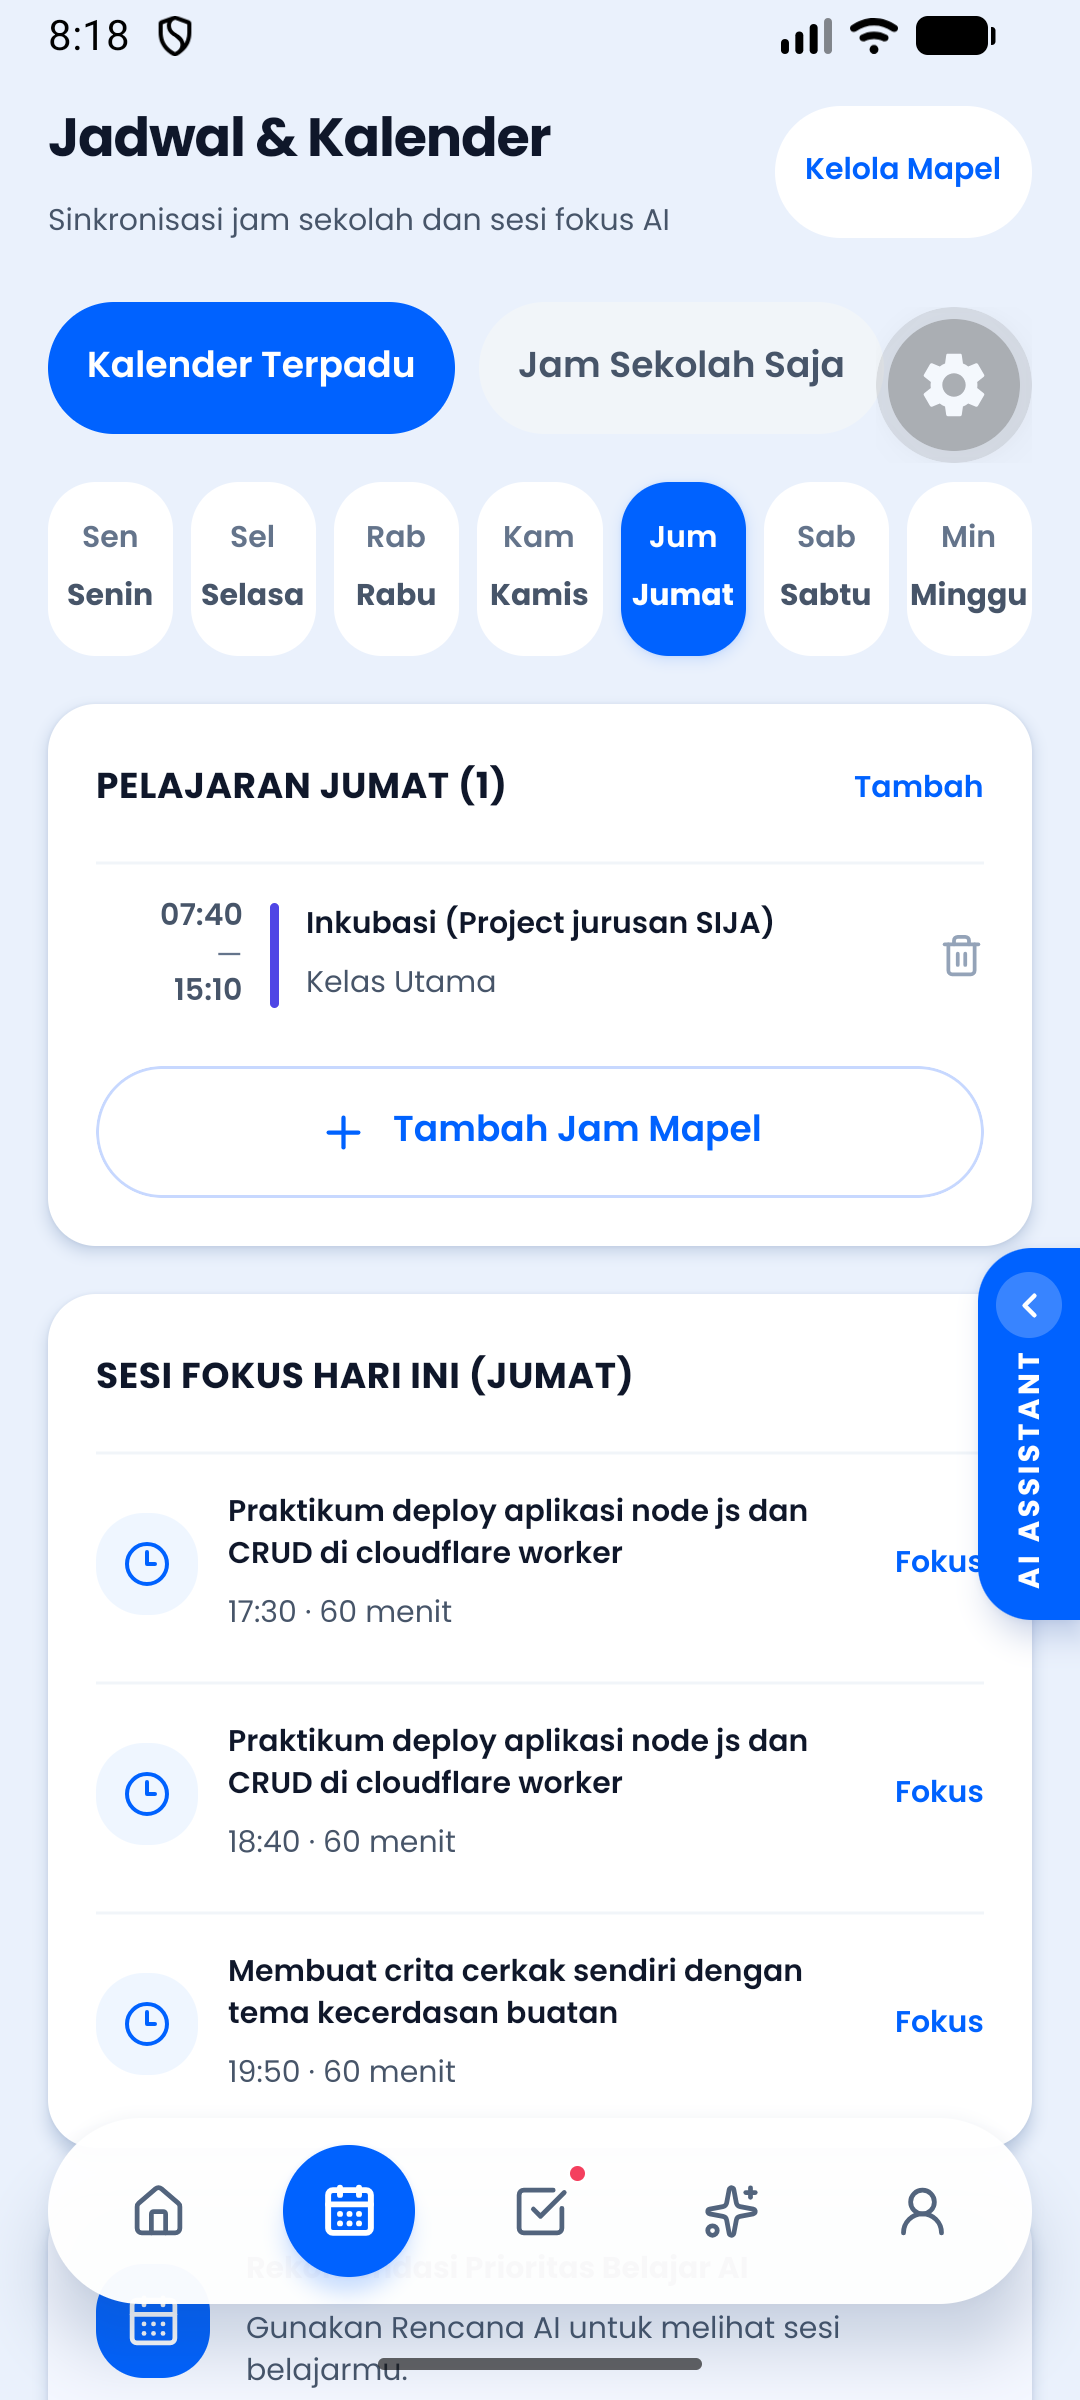 8:18
Jadwal & Kalender
Kelola Mapel
Sinkronisasi jam sekolah dan sesi fokus AI
Kalender Terpadu
Jam Sekolah Saja
Sen Sel Rab Kam Jum Sab Min
Senin Selasa Rabu Kamis Jumat Sabtu Minggu
PELAJARAN JUMAT (1)
Tambah
07:40
—
15:10
Inkubasi (Project jurusan SIJA)
Kelas Utama
+ Tambah Jam Mapel
SESI FOKUS HARI INI (JUMAT)
AI ASSISTANT
Praktikum deploy aplikasi node js dan
CRUD di cloudflare worker
17:30 · 60 menit
Fokus
Praktikum deploy aplikasi node js dan
CRUD di cloudflare worker
18:40 · 60 menit
Fokus
Membuat crita cerkak sendiri dengan
tema kecerdasan buatan
19:50 · 60 menit
Fokus
Prioritas Belajar AI
Gunakan Rencana AI untuk melihat sesi
belajarmu.